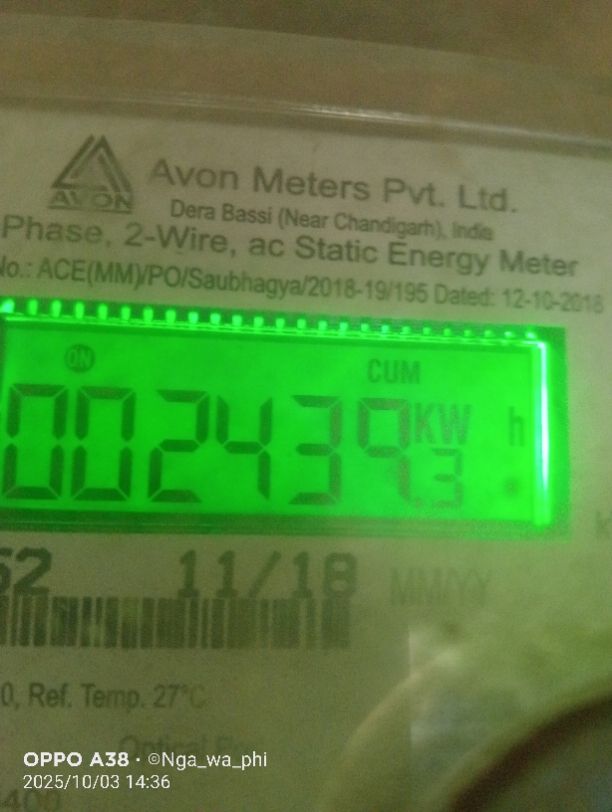 AVON
Avon Meters Pvt. Ltd.
Dera Bassi (Near Chandigarh), India
Phase, 2-Wire, ac Static Energy Meter
No.: ACE(MM)/PO/Saubhagya/2018-19/195 Dated: 12-10-2018
ON
CUM
002439.3 KW h
52 11/18 MM/YY
0, Ref. Temp. 27°C
OPPO A38 · ©Nga_wa_phi
2025/10/03 14:36